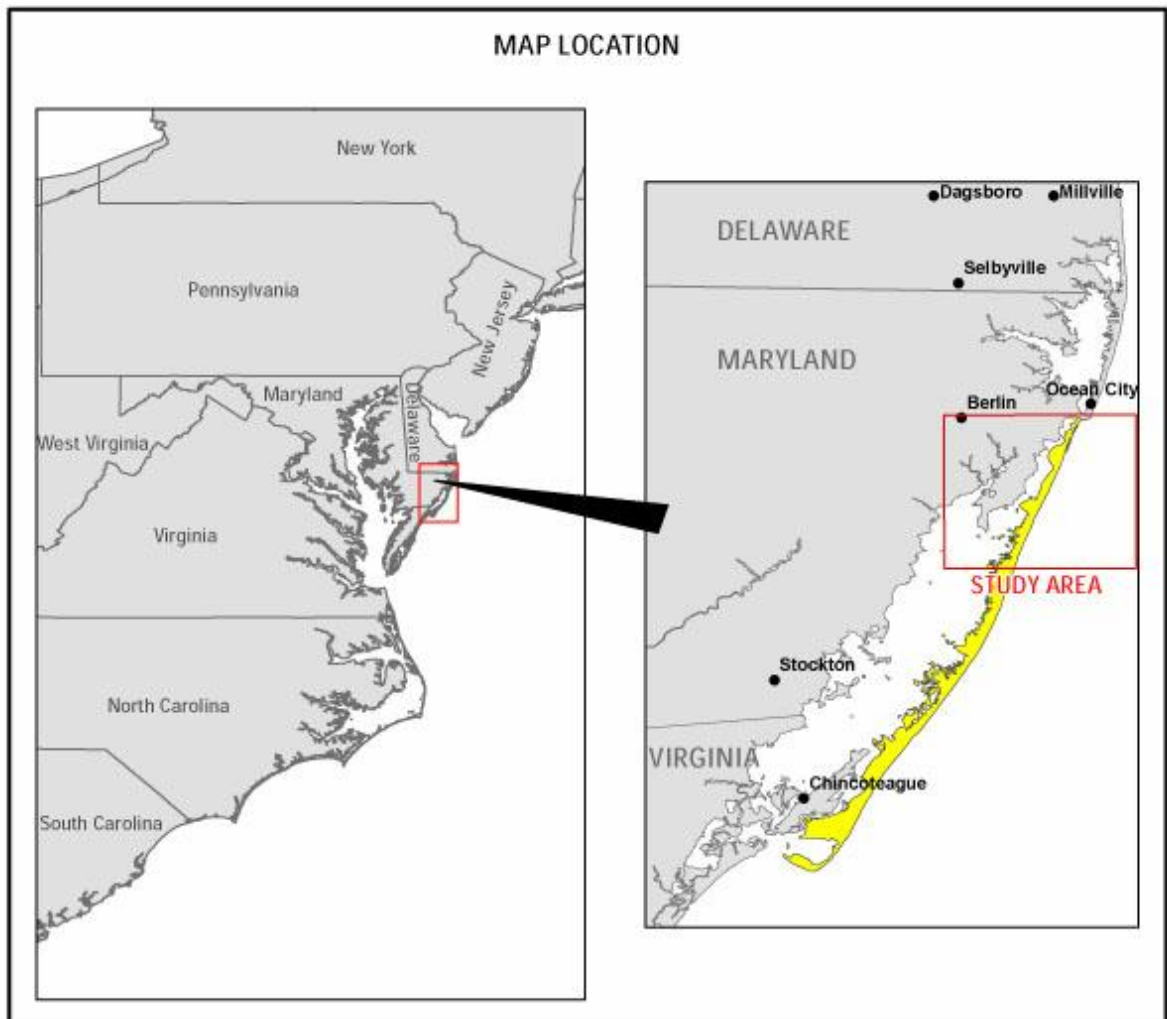 MAP LOCATION
New York
Pennsylvania
New Jersey
Maryland
Delaware
West Virginia
Virginia
North Carolina
South Carolina
Dagsboro
Millville
DELAWARE
Selbyville
MARYLAND
Ocean City
Berlin
STUDY AREA
Stockton
VIRGINIA
Chincoteague